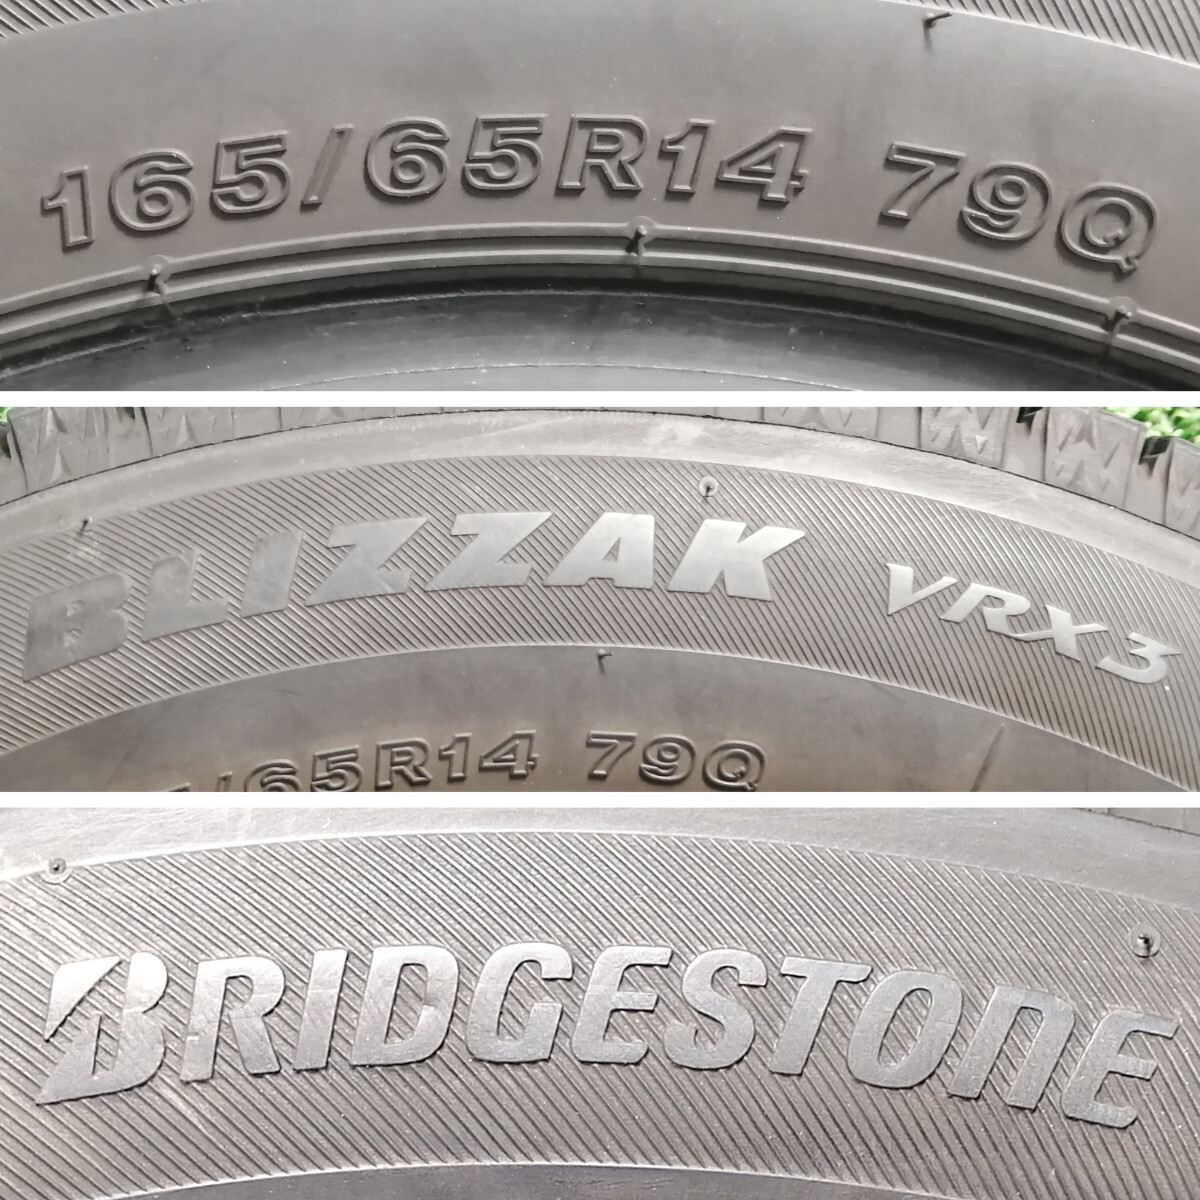 165/65R14 79Q
BLIZZAK VRX3
/65R14 79Q
BRIDGESTONE